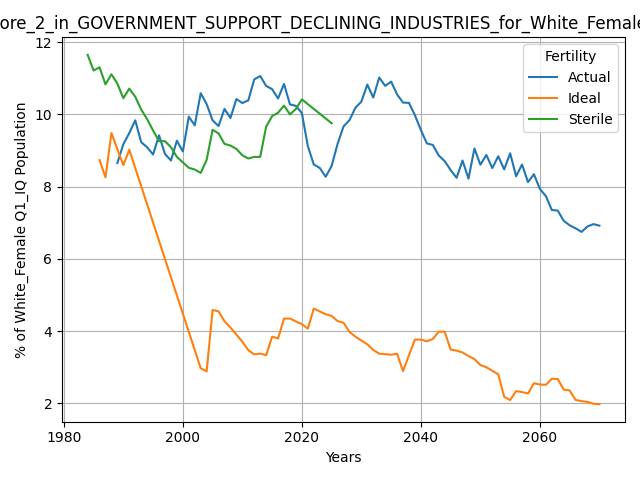 ore_2_in_GOVERNMENT_SUPPORT_DECLINING_INDUSTRIES_for_White_Female
12
10
8
6
4
2
% of White_Female Q1_IQ Population
Fertility
Actual
Ideal
Sterile
1980
2000
2020
2040
2060
Years